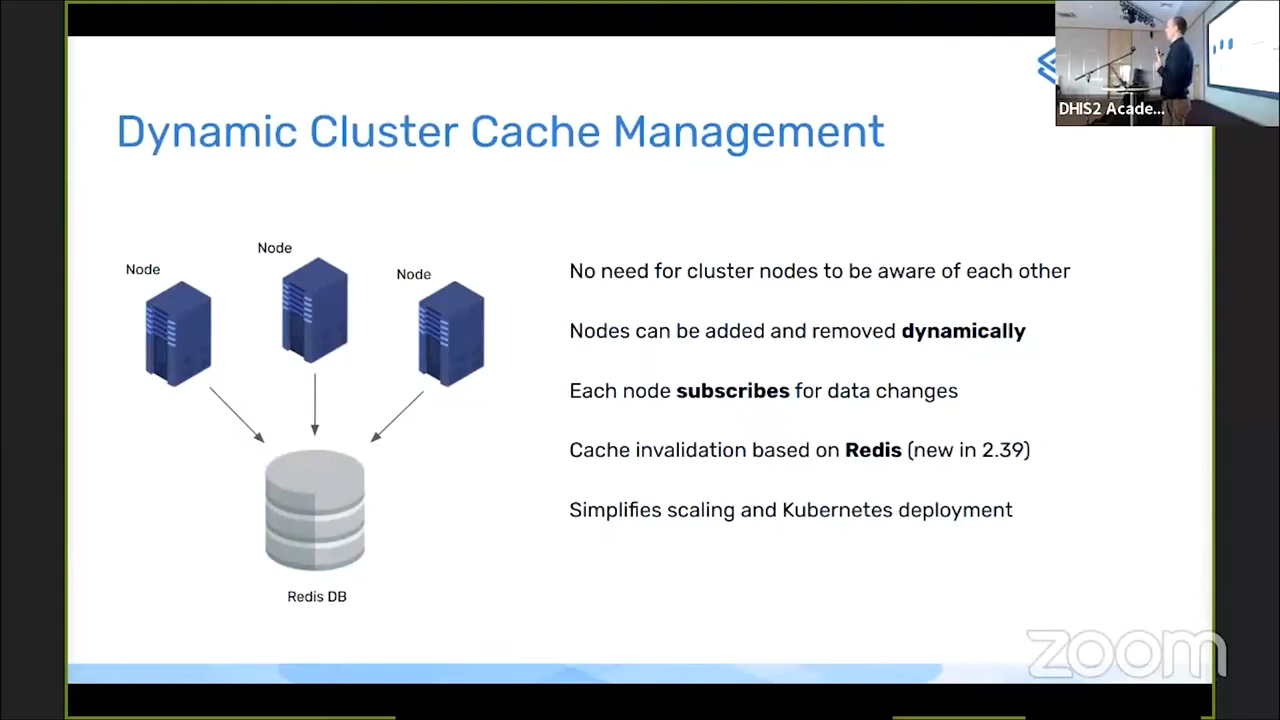 DHIS2 Acade...
Dynamic Cluster Cache Management
Node
Node
Node
Redis DB
No need for cluster nodes to be aware of each other
Nodes can be added and removed dynamically
Each node subscribes for data changes
Cache invalidation based on Redis (new in 2.39)
Simplifies scaling and Kubernetes deployment
zoom